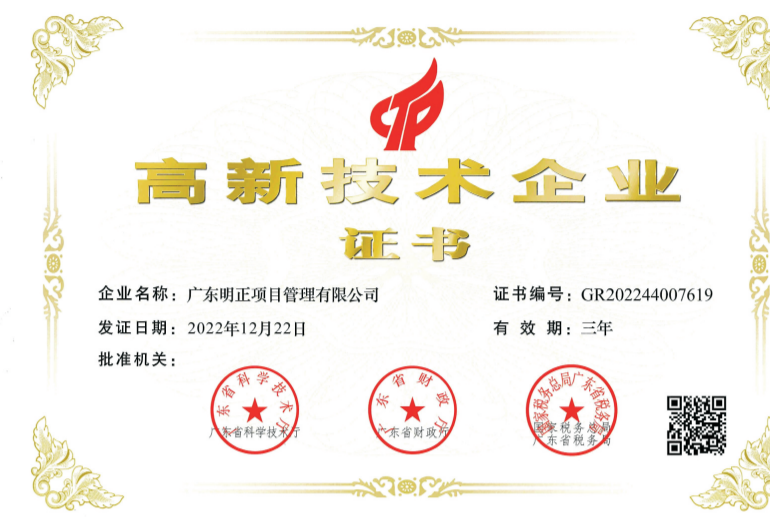 高新技术企业
证书
企业名称：广东明正项目管理有限公司
证书编号：GR202244007619
发证日期：2022年12月22日
有效期：三年
批准机关：
广东省科学技术厅
广东省科学技术厅
广东省财政厅
广东省财政厅
国家税务总局广东省税务局
国家税务总局
广东省税务局